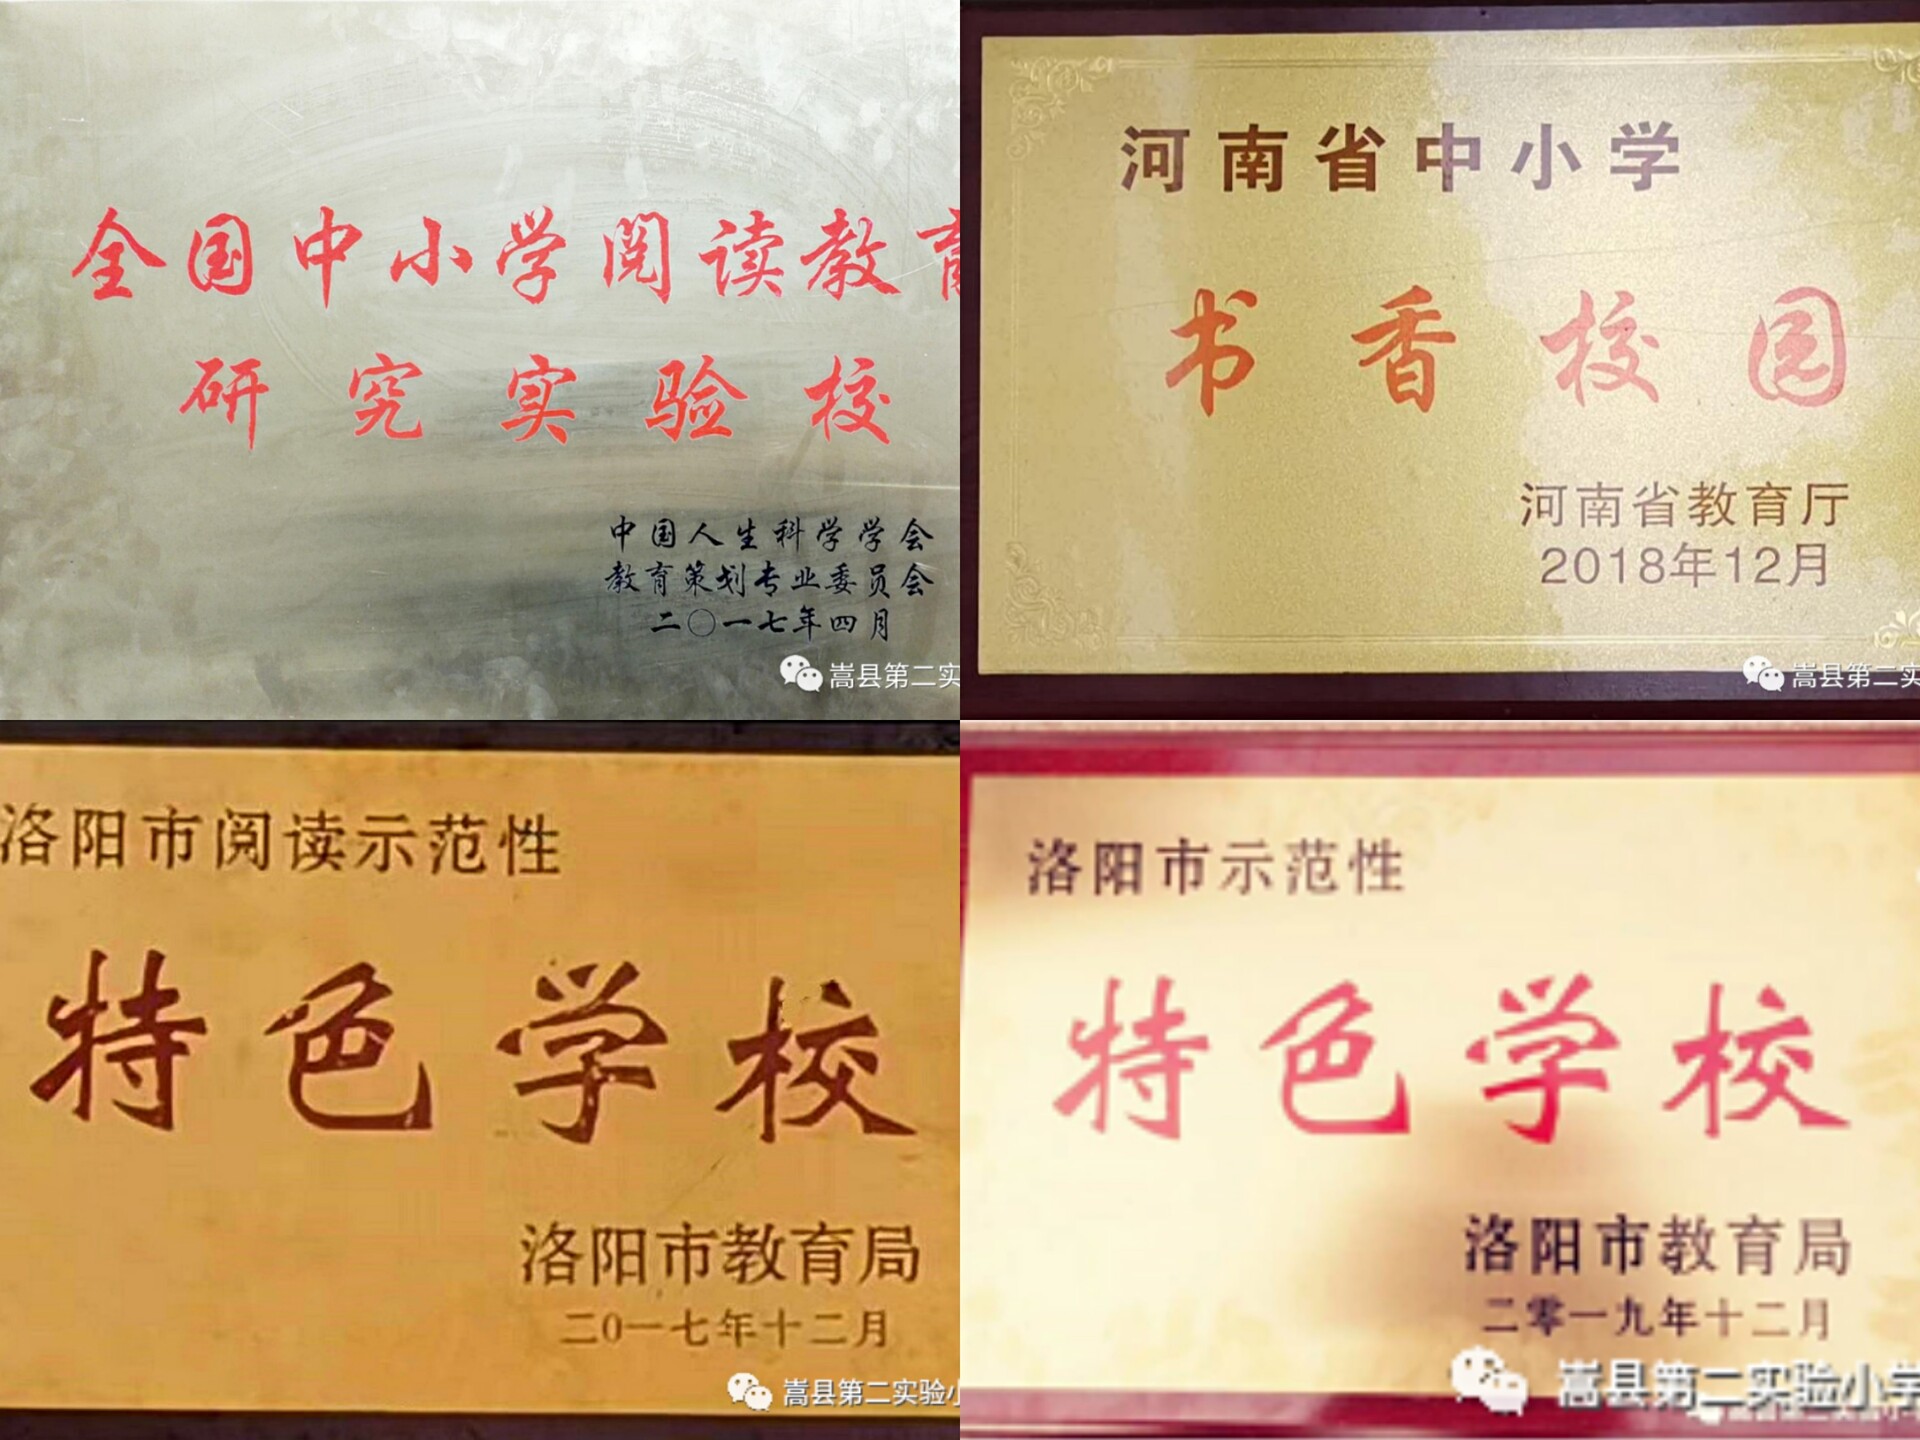 全国中小学阅读教育
研究实验校
中国人生科学学会
教育策划专业委员会
二〇一七年四月
嵩县第二实
河南省中小学
书香校园
河南省教育厅
2018年12月
嵩县第二实
洛阳市阅读示范性
特色学校
洛阳市教育局
二0一七年十二月
嵩县第二实验小
洛阳市示范性
特色学校
洛阳市教育局
二零一九年十二月
嵩县第二实验小学